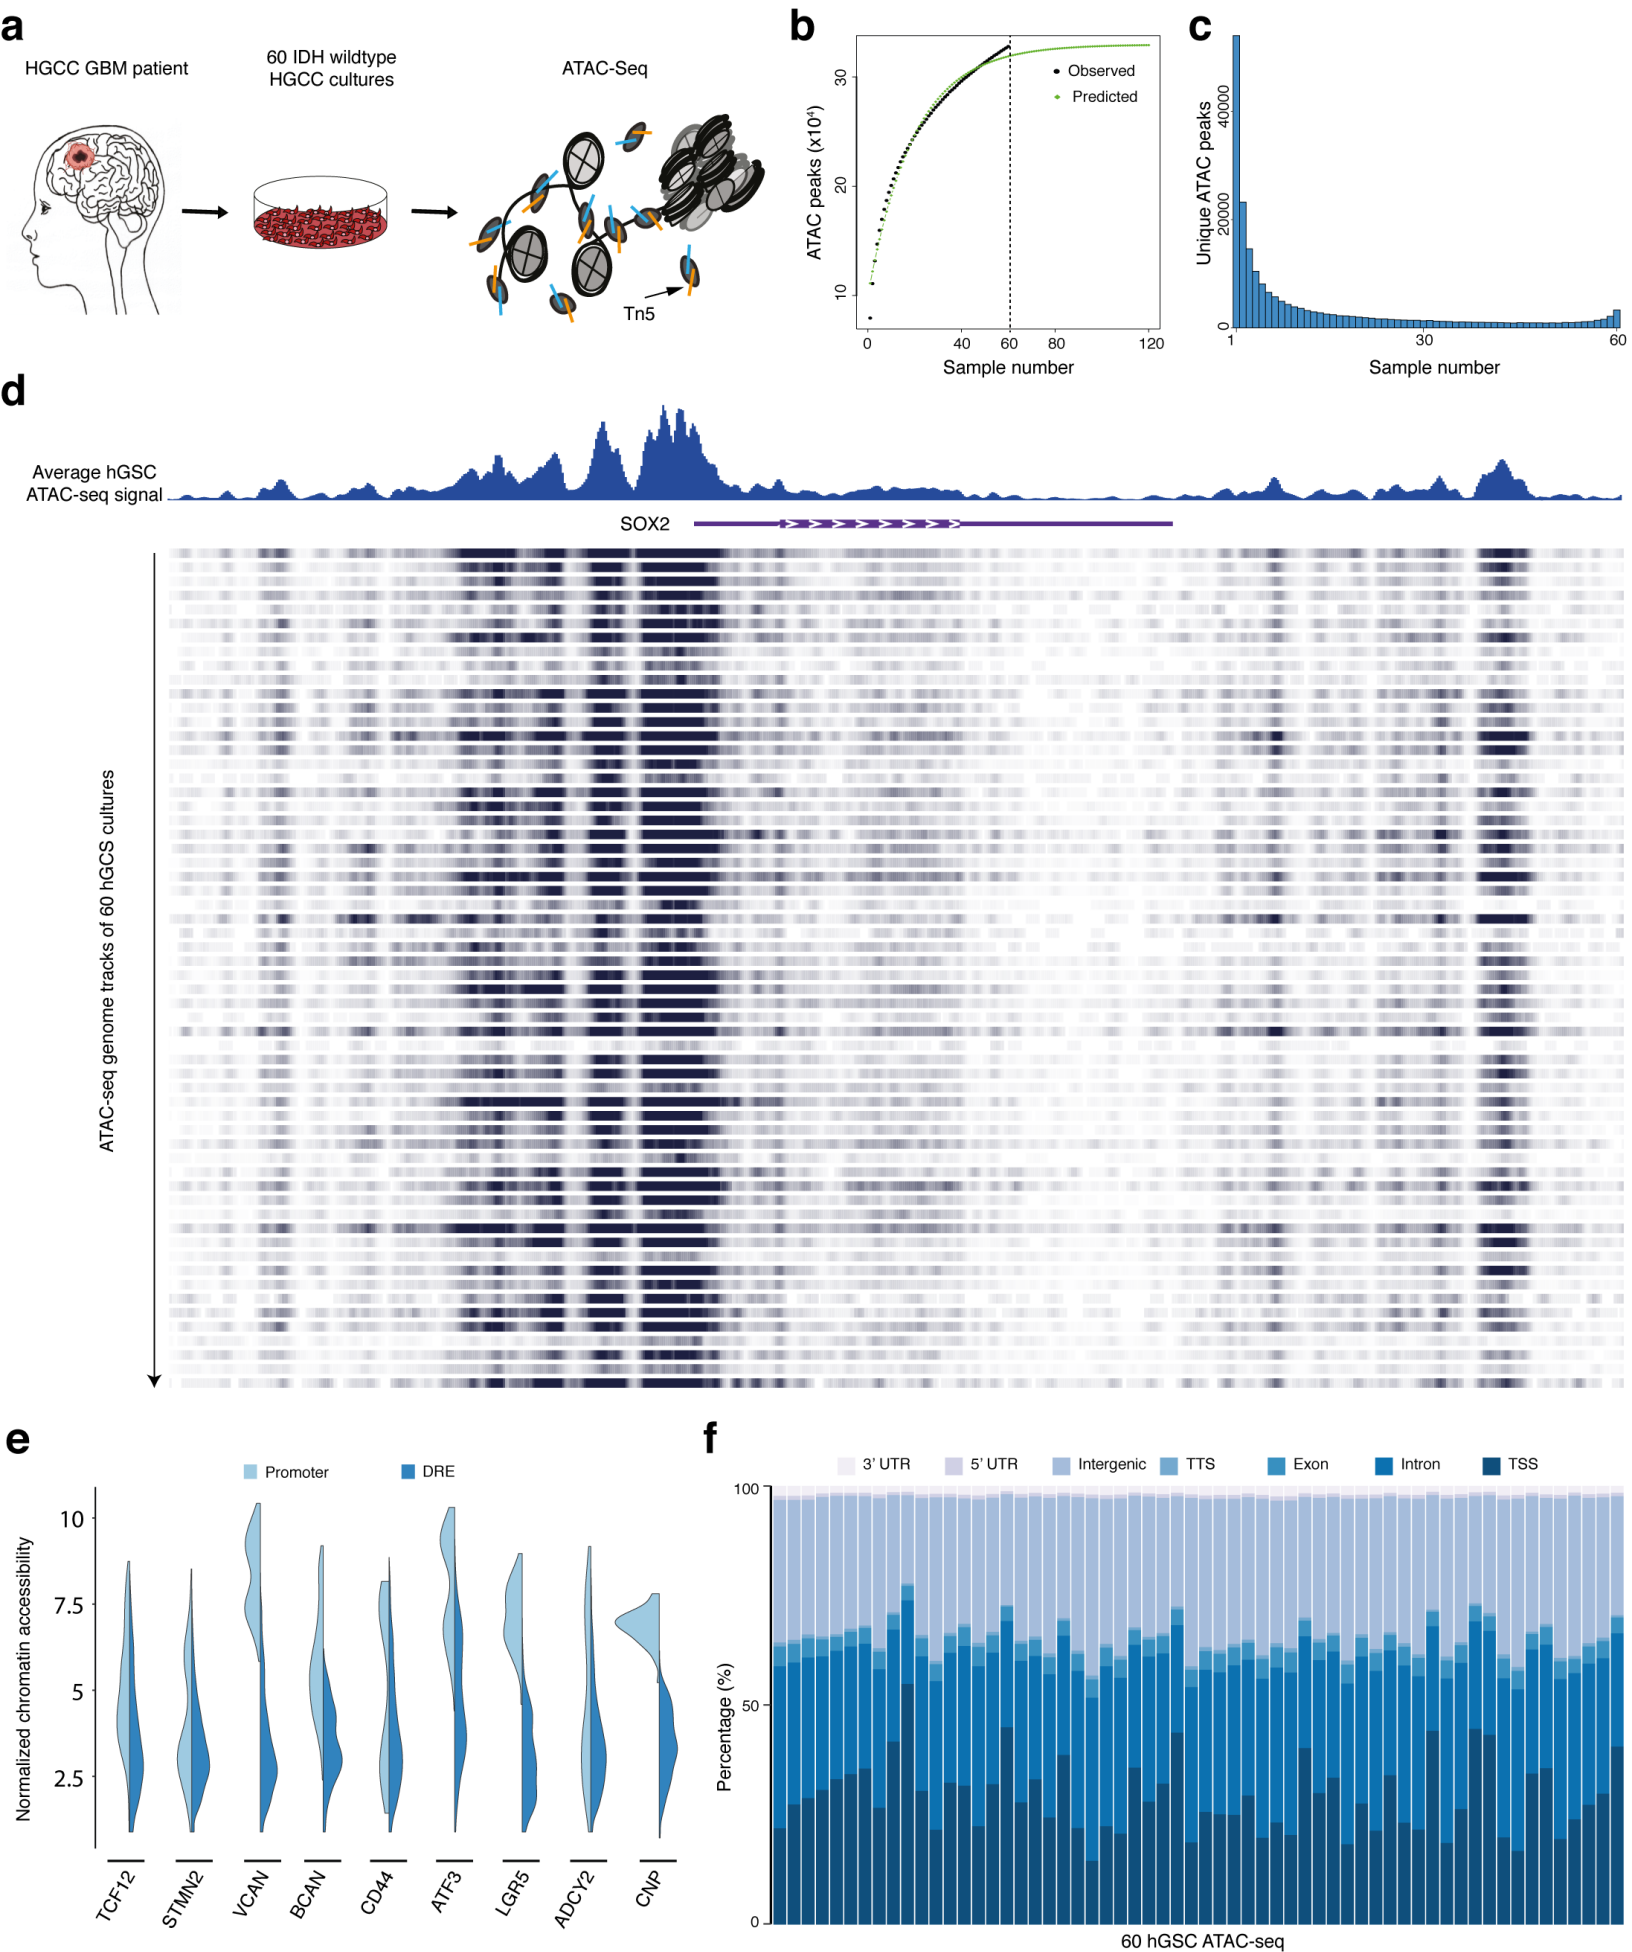 a
HGCC GBM patient
60 IDH wildtype
HGCC cultures
ATAC-Seq
Tn5
b
ATAC peaks (x10⁴)
30
20
10
Observed
Predicted
0
40
60
80
120
Sample number
c
Unique ATAC peaks
40000
20000
0
1
30
60
Sample number
d
Average hGSC
ATAC-seq signal
SOX2
ATAC-seq genome tracks of 60 hGCS cultures
e
Promoter
DRE
Normalized chromatin accessibility
10
7.5
5
2.5
TCF12
STMN2
VCAN
BCAN
CD44
ATF3
LGR5
ADCY2
CNP
f
3' UTR
5' UTR
Intergenic
TTS
Exon
Intron
TSS
Percentage (%)
100
50
0
60 hGSC ATAC-seq